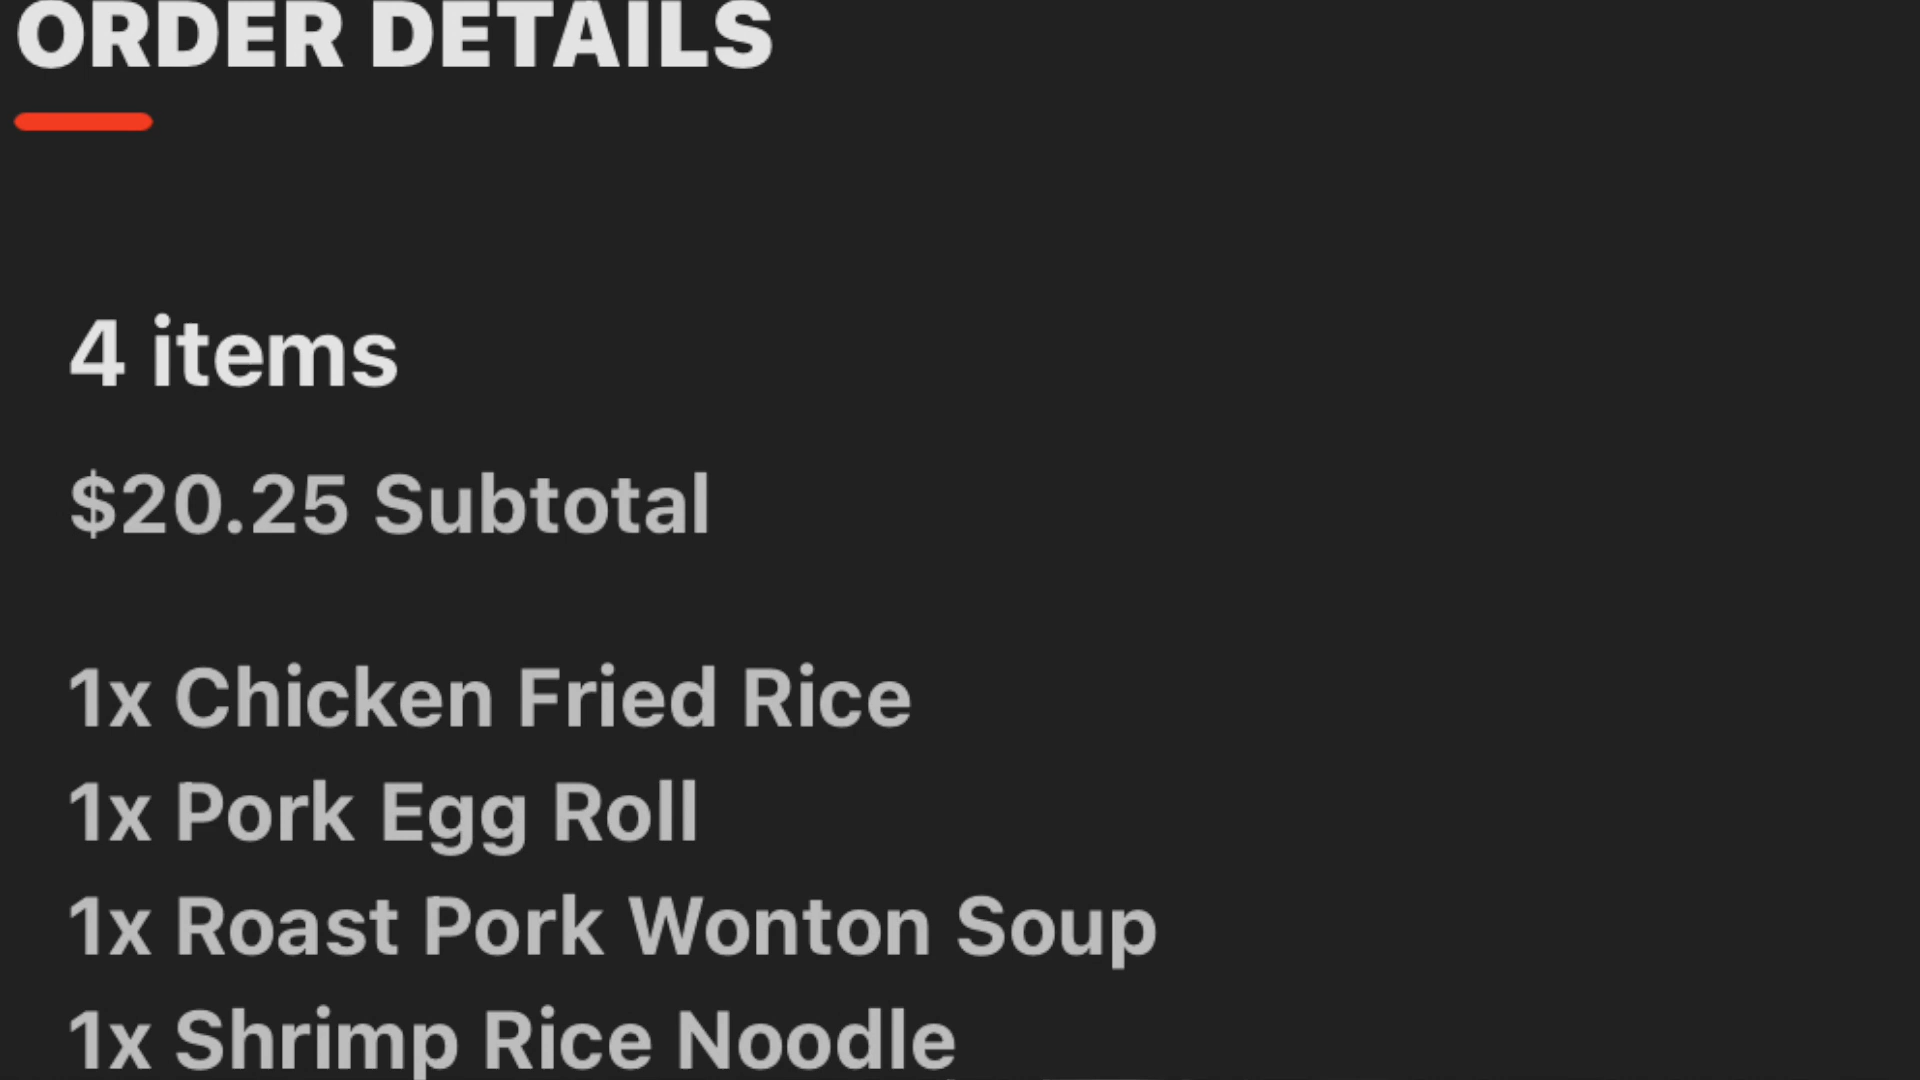 ORDER DETAILS
4 items
$20.25 Subtotal
1x Chicken Fried Rice
1x Pork Egg Roll
1x Roast Pork Wonton Soup
1x Shrimp Rice Noodle